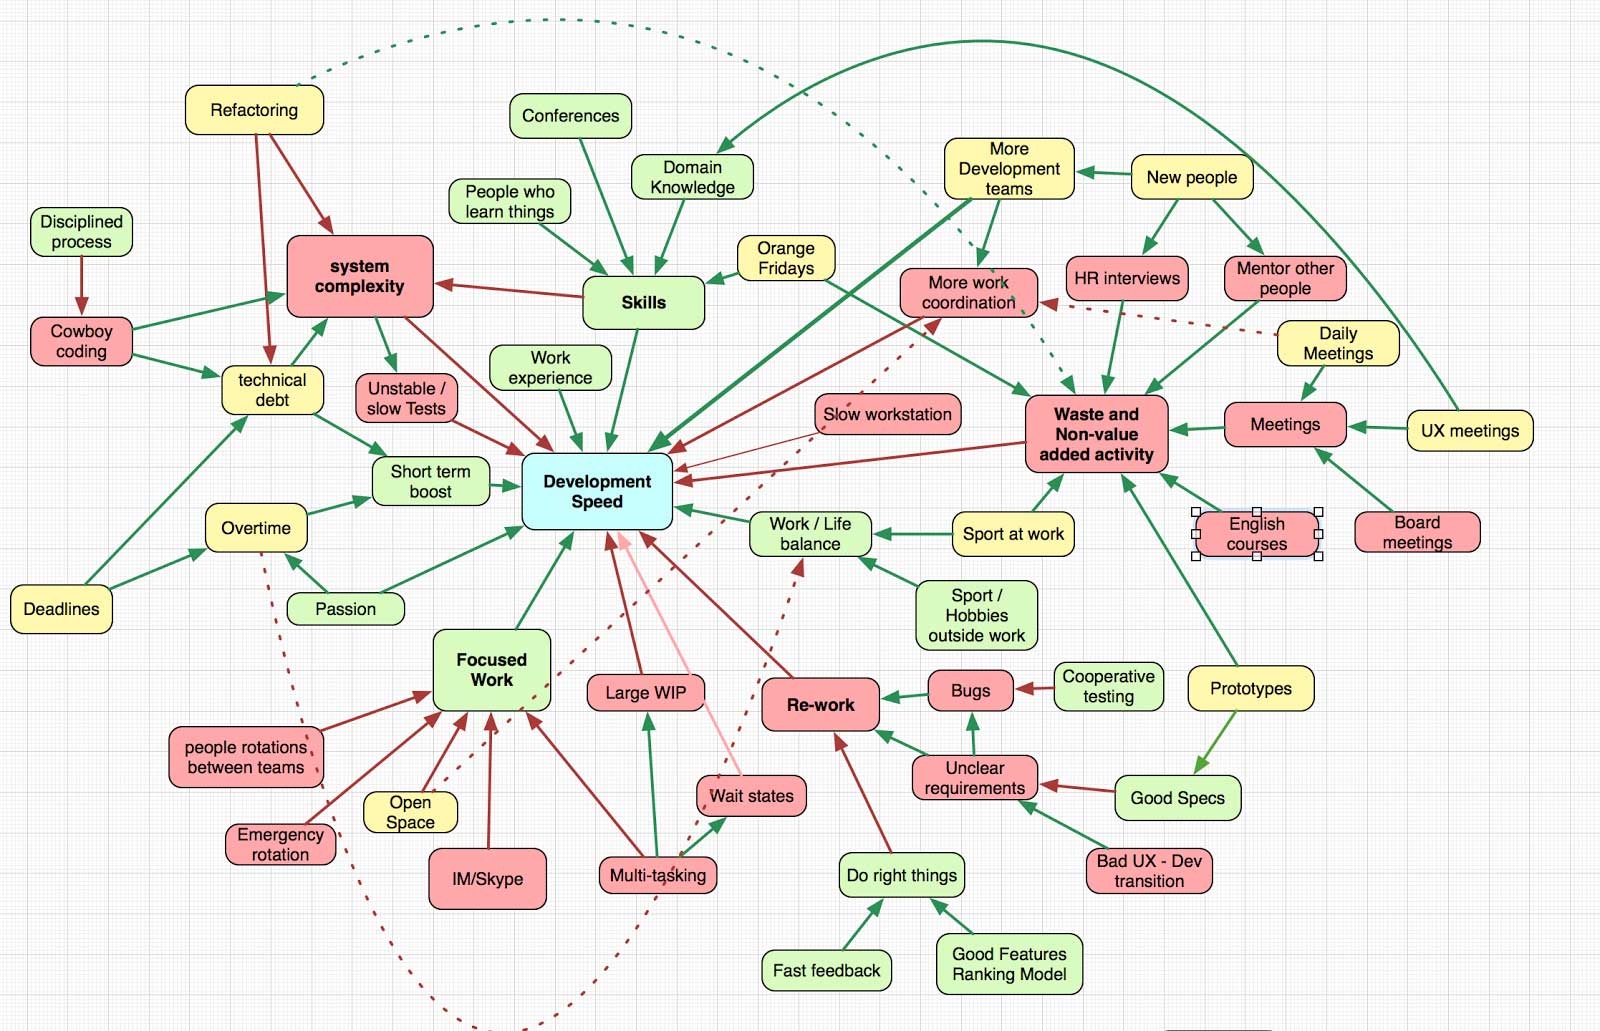 Refactoring
Conferences
More
Development
teams
Domain
Knowledge
New people
People who
learn things
Disciplined
process
system
complexity
Orange
Fridays
Skills
More work
coordination
HR interviews
Mentor other
people
Cowboy
coding
Daily
Meetings
Work
experience
technical
debt
Unstable /
slow Tests
Slow workstation
Waste and
Non-value
added activity
Meetings
UX meetings
Short term
boost
Development
Speed
Overtime
Work / Life
balance
Sport at work
English
courses
Board
meetings
Deadlines
Passion
Sport /
Hobbies
outside work
Focused
Work
Large WIP
Re-work
Bugs
Cooperative
testing
Prototypes
people rotations
between teams
Unclear
requirements
Good Specs
Wait states
Open
Space
Emergency
rotation
IM/Skype
Multi-tasking
Do right things
Bad UX - Dev
transition
Fast feedback
Good Features
Ranking Model